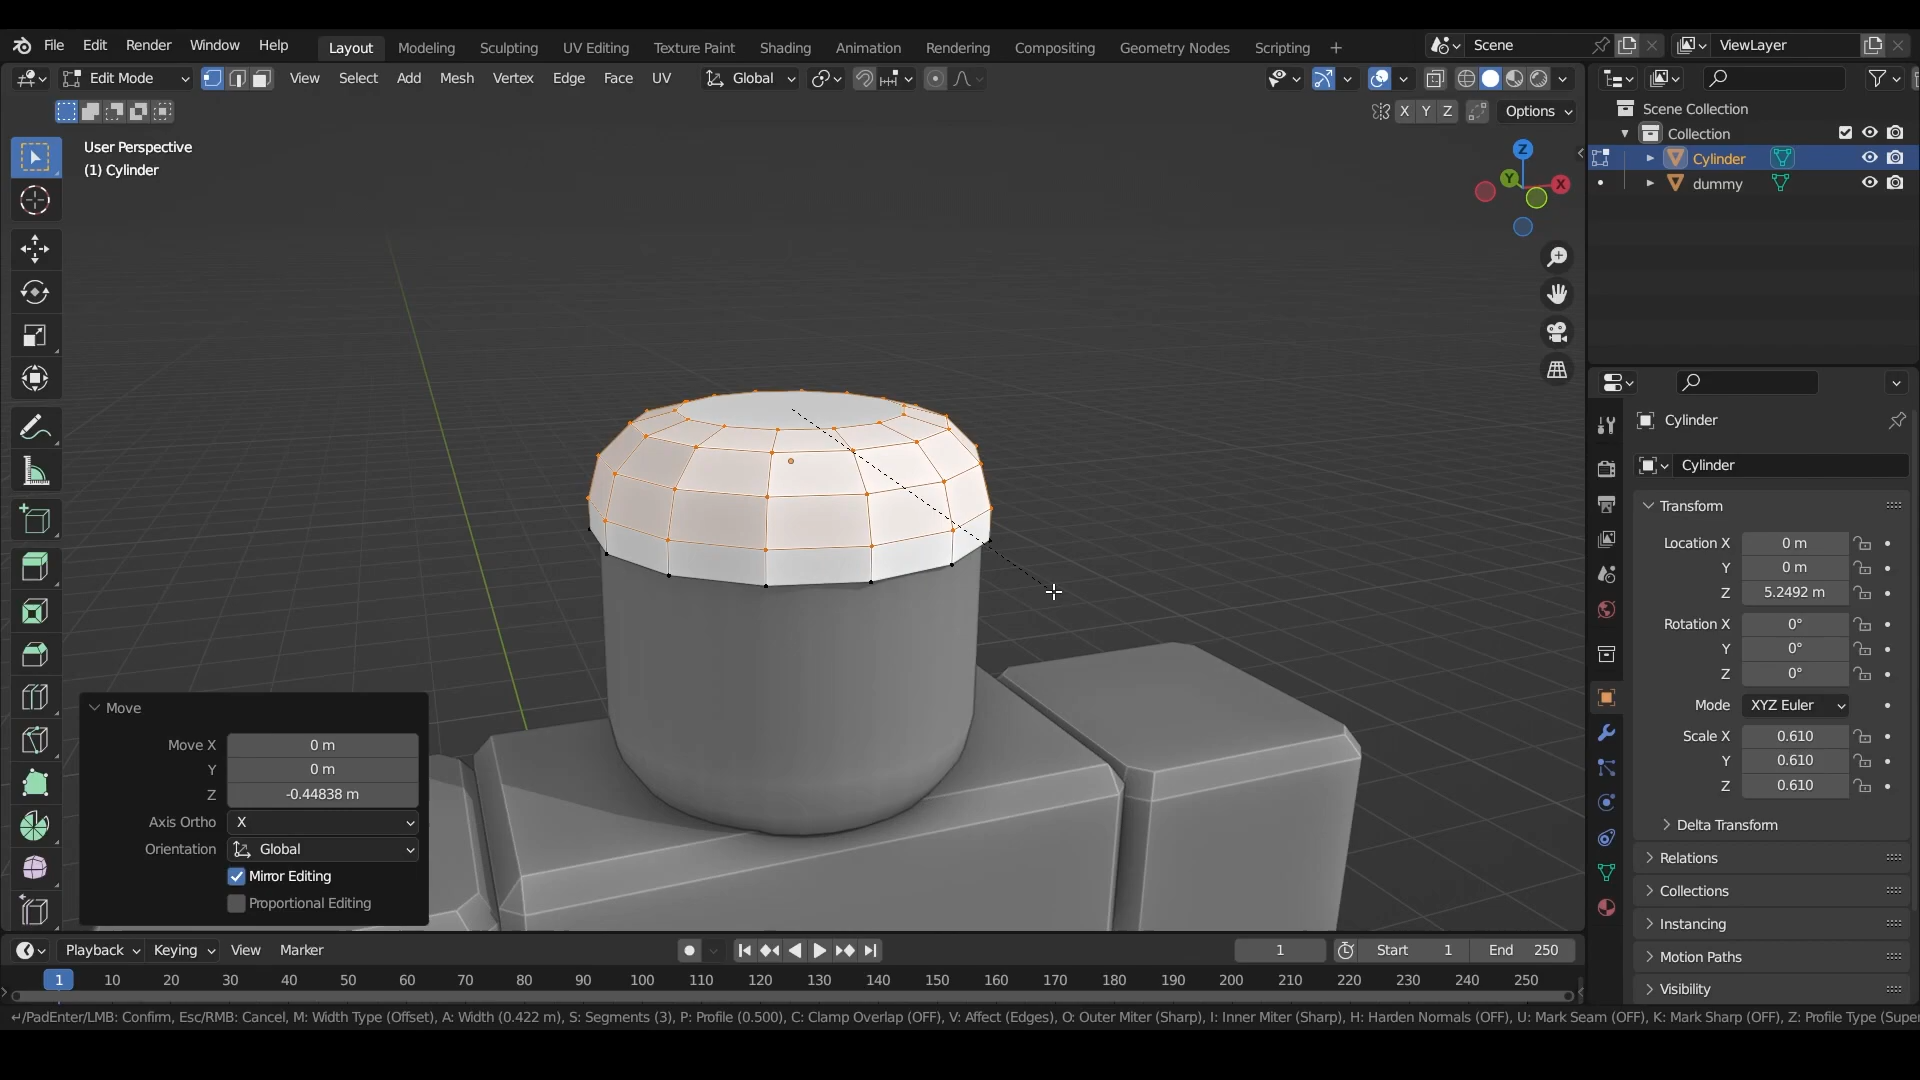 File Edit Render Window Help Layout Modeling Sculpting UV Editing Texture Paint Shading Animation Rendering Compositing Geometry Nodes Scripting + Scene ViewLayer
Edit Mode View Select Add Mesh Vertex Edge Face UV Global
X Y Z Options
User Perspective
(1) Cylinder
Z
Y
X
Scene Collection
Collection
Cylinder
dummy
Cylinder
Cylinder
Transform
Location X 0 m
Y 0 m
Z 5.2492 m
Rotation X 0°
Y 0°
Z 0°
Mode XYZ Euler
Scale X 0.610
Y 0.610
Z 0.610
Delta Transform
Relations
Collections
Instancing
Motion Paths
Visibility
Move
Move X 0 m
Y 0 m
Z -0.44838 m
Axis Ortho X
Orientation Global
Mirror Editing
Proportional Editing
Playback Keying View Marker 1 Start 1 End 250
1 10 20 30 40 50 60 70 80 90 100 110 120 130 140 150 160 170 180 190 200 210 220 230 240 250
↵/PadEnter/LMB: Confirm, Esc/RMB: Cancel, M: Width Type (Offset), A: Width (0.422 m), S: Segments (3), P: Profile (0.500), C: Clamp Overlap (OFF), V: Affect (Edges), O: Outer Miter (Sharp), I: Inner Miter (Sharp), H: Harden Normals (OFF), U: Mark Seam (OFF), K: Mark Sharp (OFF), Z: Profile Type (Supe